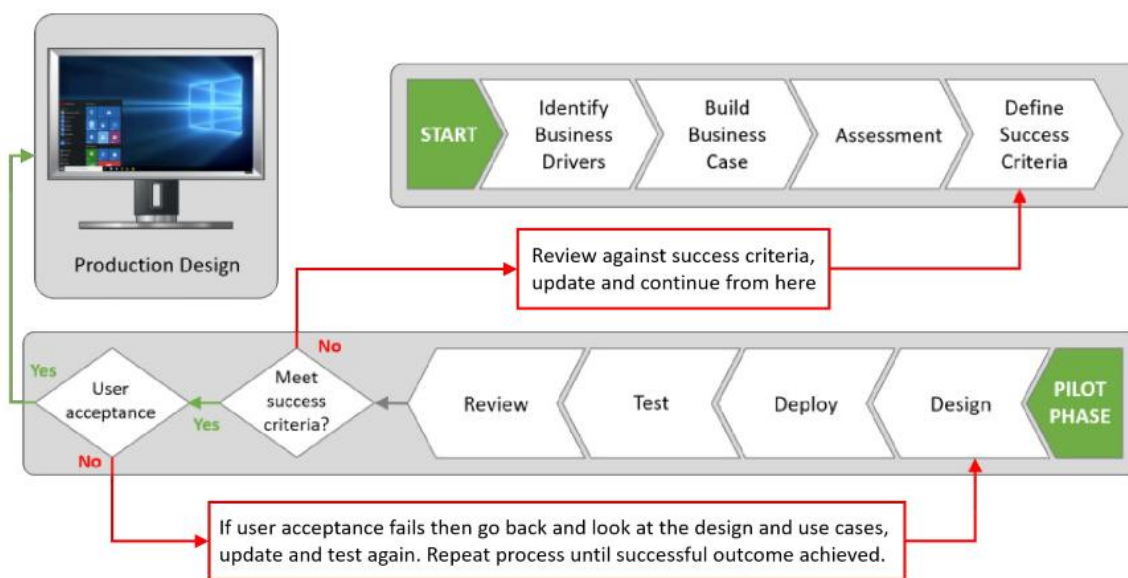 START
Identify
Business
Drivers
Build
Business
Case
Assessment
Define
Success
Criteria
Production Design
Review against success criteria,
update and continue from here
Yes
User
acceptance
No
Yes
Meet
success
criteria?
No
Review
Test
Deploy
Design
PILOT
PHASE
If user acceptance fails then go back and look at the design and use cases,
update and test again. Repeat process until successful outcome achieved.